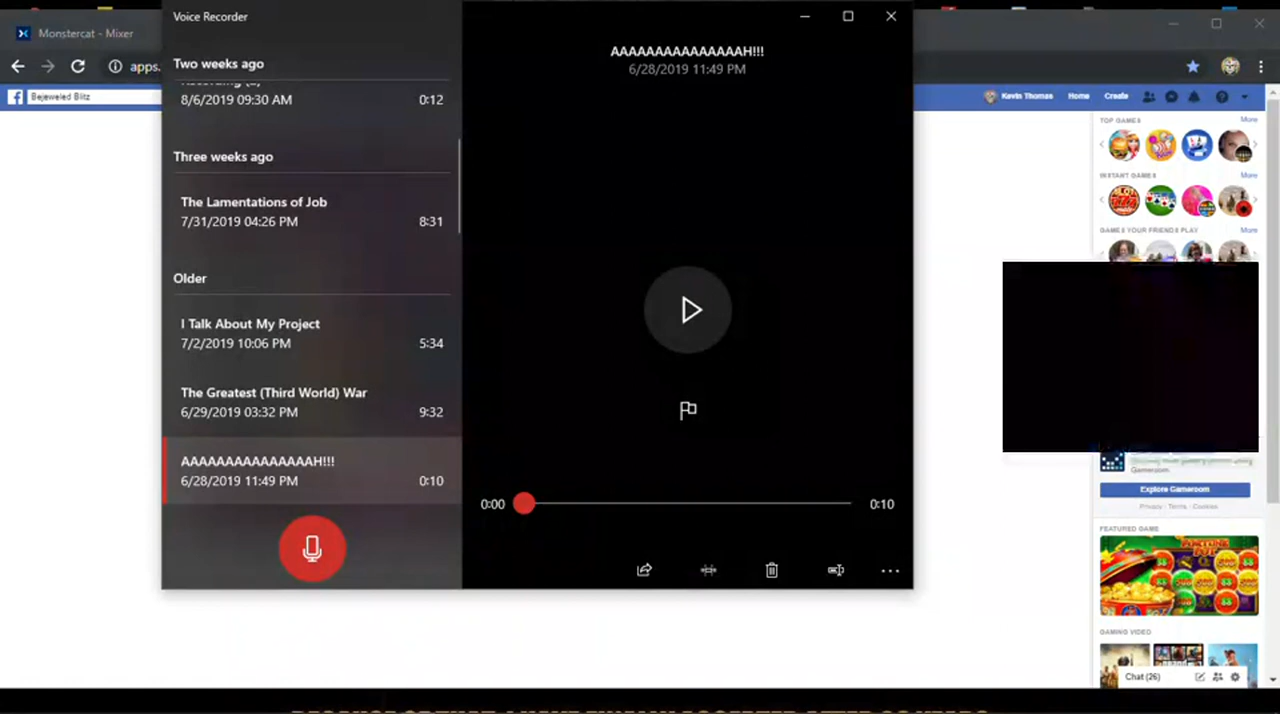 Monstercat - Mixer
apps.
Bejeweled Blitz
Voice Recorder
Two weeks ago
8/6/2019 09:30 AM 0:12
Three weeks ago
The Lamentations of Job
7/31/2019 04:26 PM 8:31
Older
I Talk About My Project
7/2/2019 10:06 PM 5:34
The Greatest (Third World) War
6/29/2019 03:32 PM 9:32
AAAAAAAAAAAAAAAH!!!
6/28/2019 11:49 PM 0:10
AAAAAAAAAAAAAAAH!!!
6/28/2019 11:49 PM
0:00 0:10
Kevin Thomas Home Create
TOP GAMES More
INSTANT GAMES More
GAMES YOUR FRIENDS PLAY More
Gameroom.
Explore Gameroom
Privacy · Terms · Cookies
FEATURED GAME
GAMING VIDEO
Chat (26)